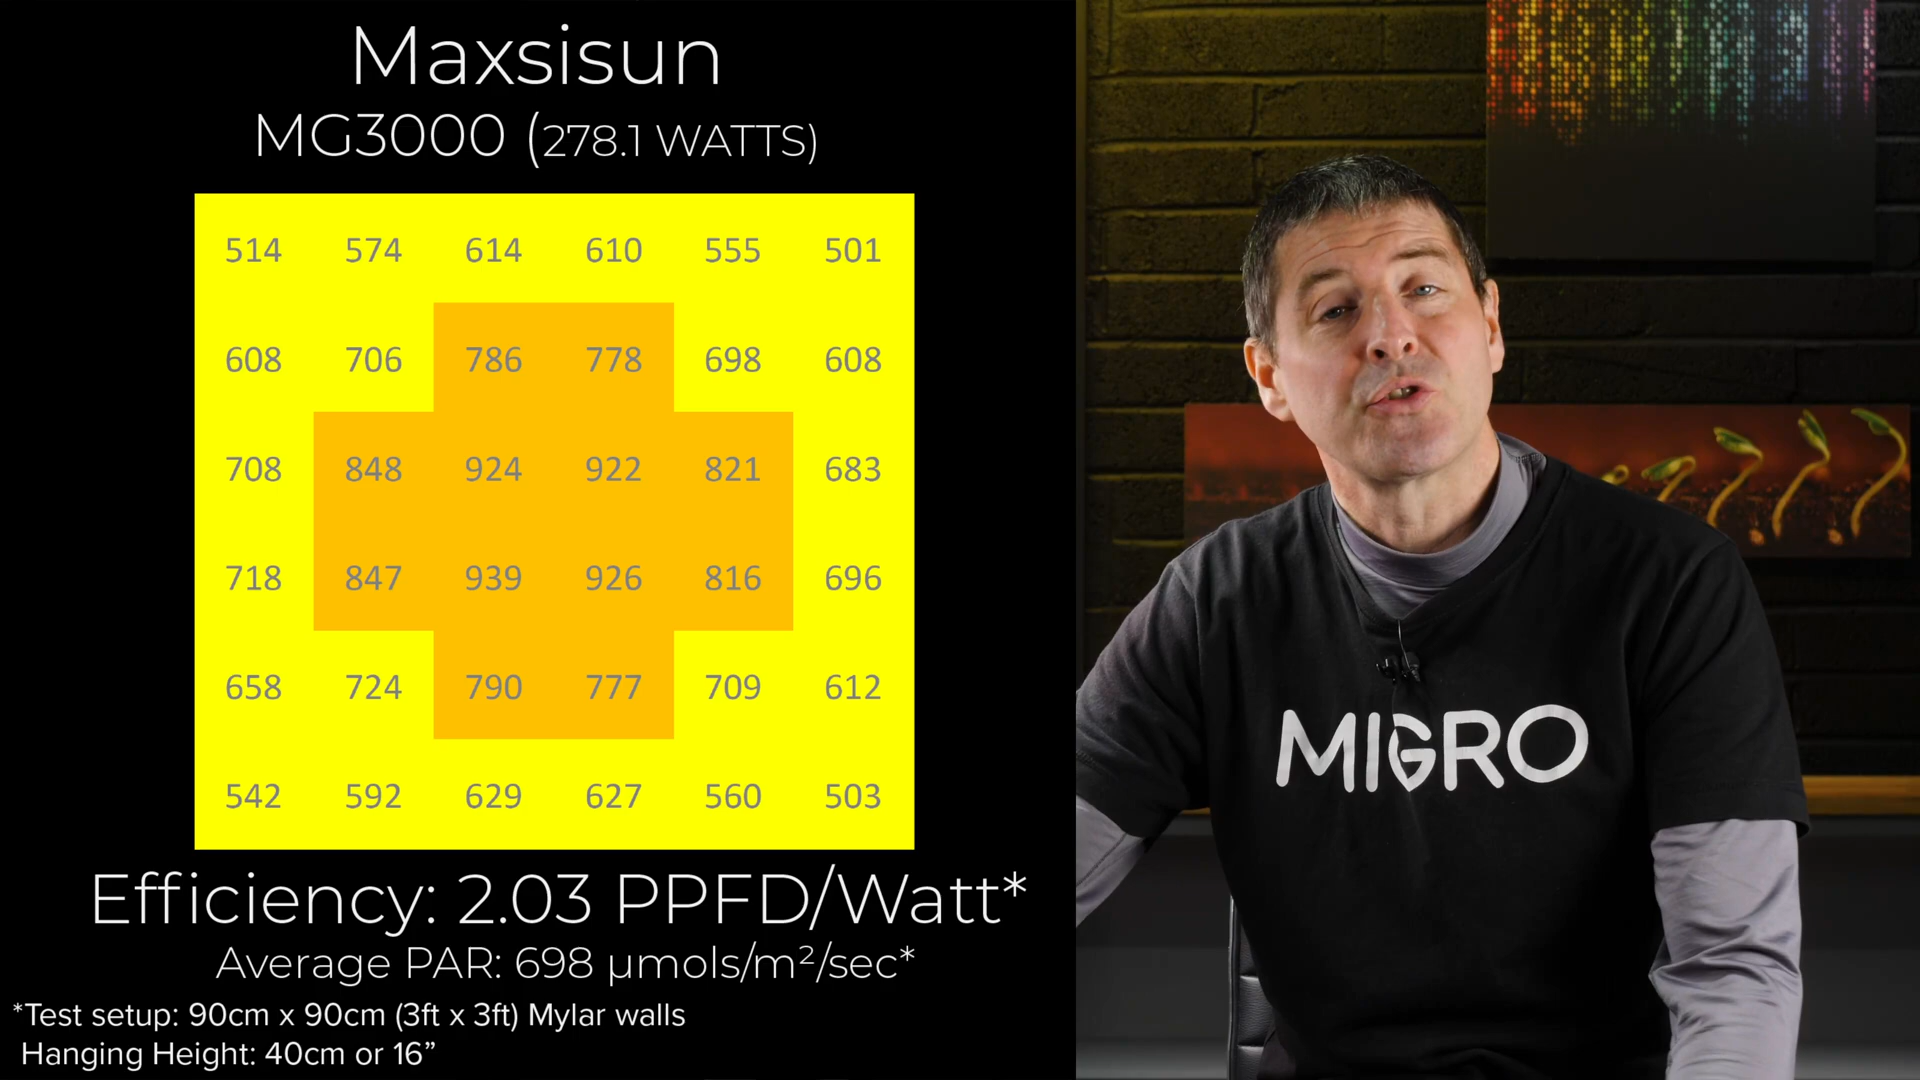 Maxsisun
MG3000 (278.1 WATTS)
514 574 614 610 555 501
608 706 786 778 698 608
708 848 924 922 821 683
718 847 939 926 816 696
658 724 790 777 709 612
542 592 629 627 560 503
Efficiency: 2.03 PPFD/Watt*
Average PAR: 698 µmols/m²/sec*
*Test setup: 90cm x 90cm (3ft x 3ft) Mylar walls
Hanging Height: 40cm or 16”
MIGRO